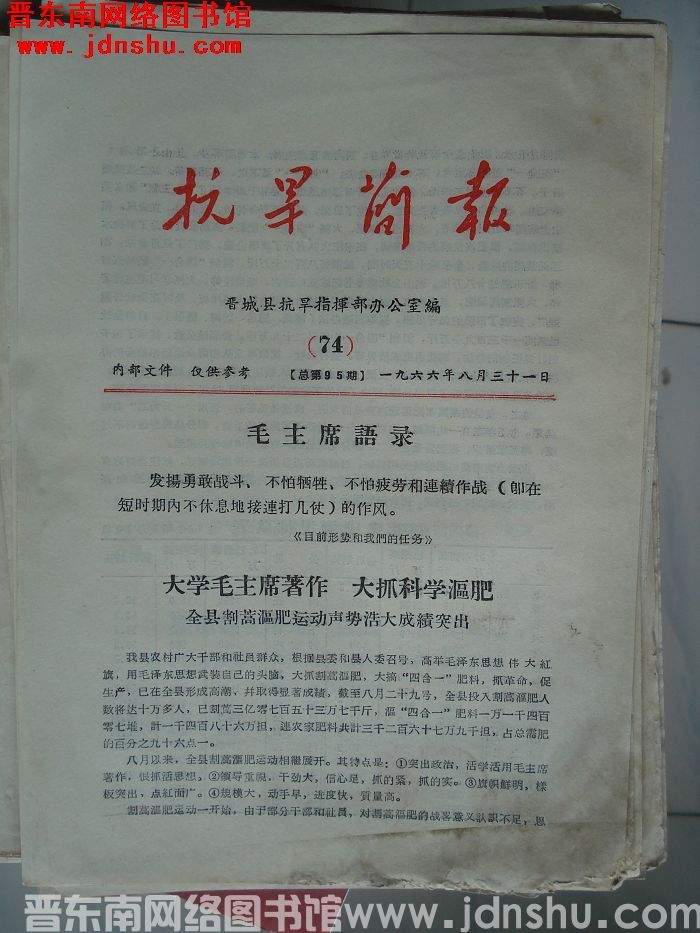 晋东南网络图书馆
www.jdnshu.com
抗旱简报
晋城县抗旱指揮部办公室編
(74)
内部文件 仅供参考 【总第95期】 一九六六年八月三十一日
毛主席語录
发揚勇敢战斗、不怕牺牲、不怕疲劳和連續作战（卽在
短时期內不休息地接連打几仗）的作风。
《目前形势和我們的任务》
大学毛主席著作 大抓科学漚肥
全县割蒿漚肥运动声势浩大成績突出
我县农村广大干部和社員群众，根据县委和县人委召号，高举毛泽东思想伟大紅
旗，用毛泽东思想武装自己的头脑，大抓割蒿漚肥，大搞“四合一”肥料，抓革命，促
生产，已在全县形成高潮，幷取得显著成績，截至八月二十九号，全县投入割蒿漚肥人
数将达十万多人，已割蒿三亿零七百五十三万七千斤，漚“四合一”肥料一万一千四百
零七堆，計一千四百八十六万担，連农家肥料共計三千二百六十七万九千担，占总需肥
的百分之九十六点一。
八月以来，全县割蒿漚肥运动相繼展开。其特点是：①突出政治，活学活用毛主席
著作，很抓活思想。②領导重視，干劲大，信心足，抓的紧，抓的实。③旗帜鮮明，樣
板突出，点紅面广。④規模大，动手早，进度快，質量高。
割蒿漚肥运动一开始，由于部分干部和社員，对割蒿漚肥的战畧意义認識不足，思
晋东南网络图书馆 www.jdnshu.com